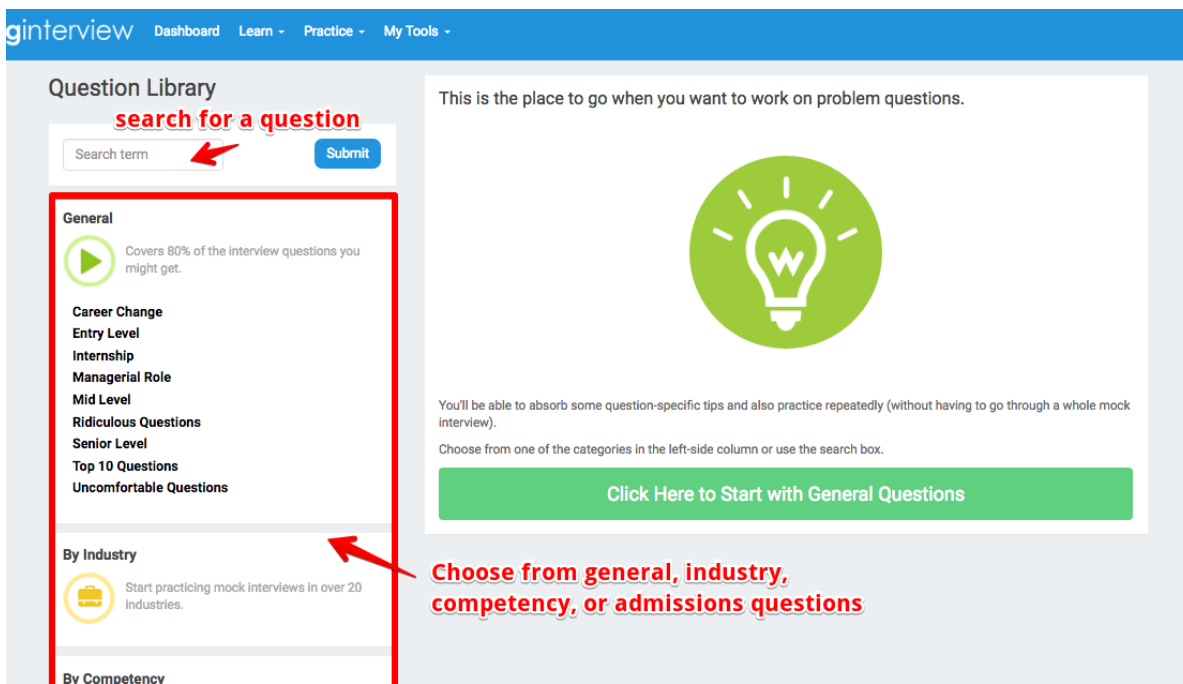 ginterview Dashboard Learn Practice My Tools
Question Library
search for a question
Search term Submit
General
Covers 80% of the interview questions you
might get.
Career Change
Entry Level
Internship
Managerial Role
Mid Level
Ridiculous Questions
Senior Level
Top 10 Questions
Uncomfortable Questions
By Industry
Start practicing mock interviews in over 20
industries.
By Competency
This is the place to go when you want to work on problem questions.
You'll be able to absorb some question-specific tips and also practice repeatedly (without having to go through a whole mock
interview).
Choose from one of the categories in the left-side column or use the search box.
Click Here to Start with General Questions
Choose from general, industry,
competency, or admissions questions